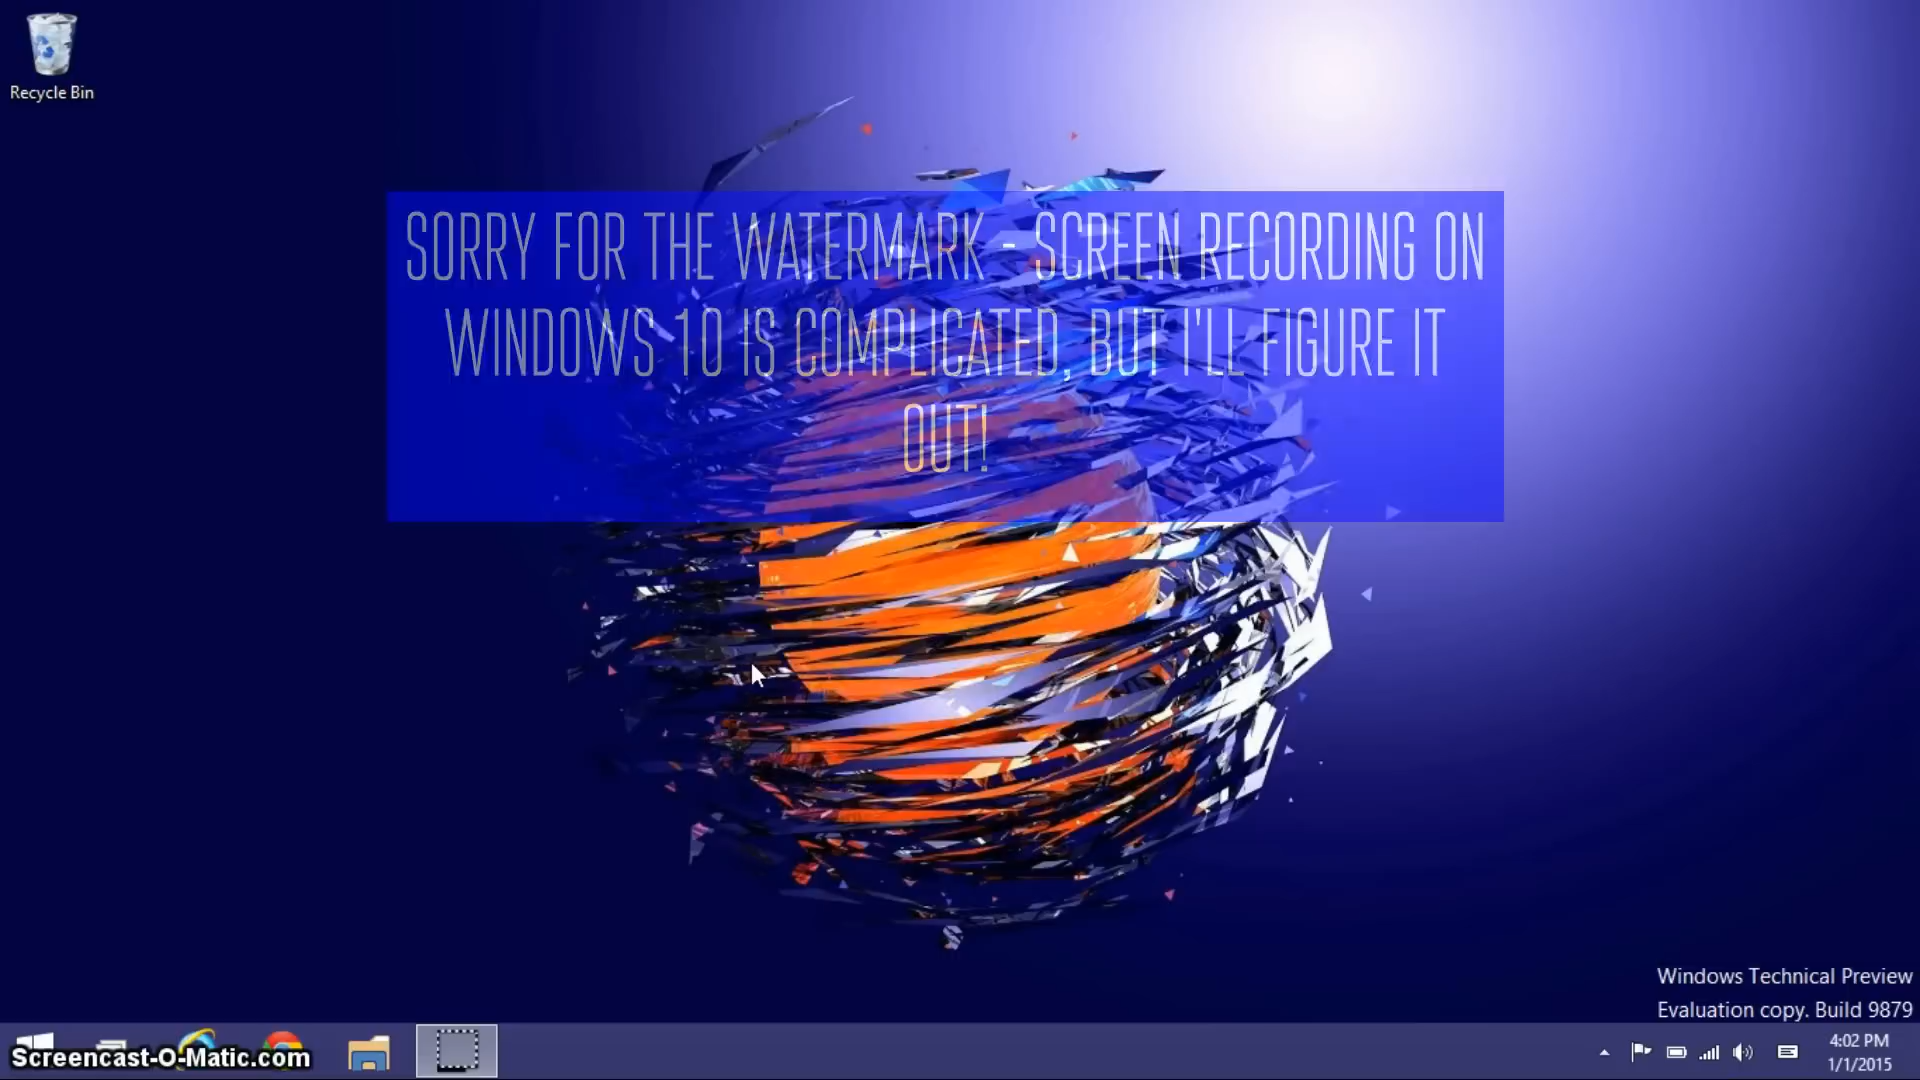 Recycle Bin
SORRY FOR THE WATERMARK - SCREEN RECORDING ON
WINDOWS 10 IS COMPLICATED, BUT I'LL FIGURE IT
OUT!
Windows Technical Preview
Evaluation copy. Build 9879
Screencast-O-Matic.com
4:02 PM
1/1/2015